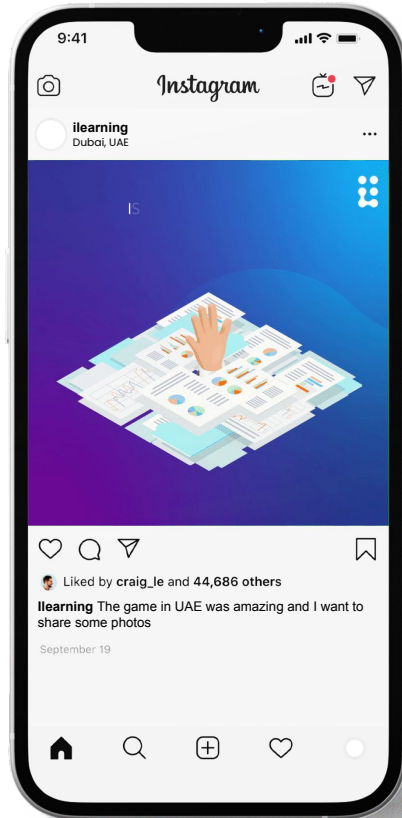 9:41
Instagram
ilearning
Dubai, UAE
IS
Liked by craig_le and 44,686 others
llearning The game in UAE was amazing and I want to
share some photos
September 19